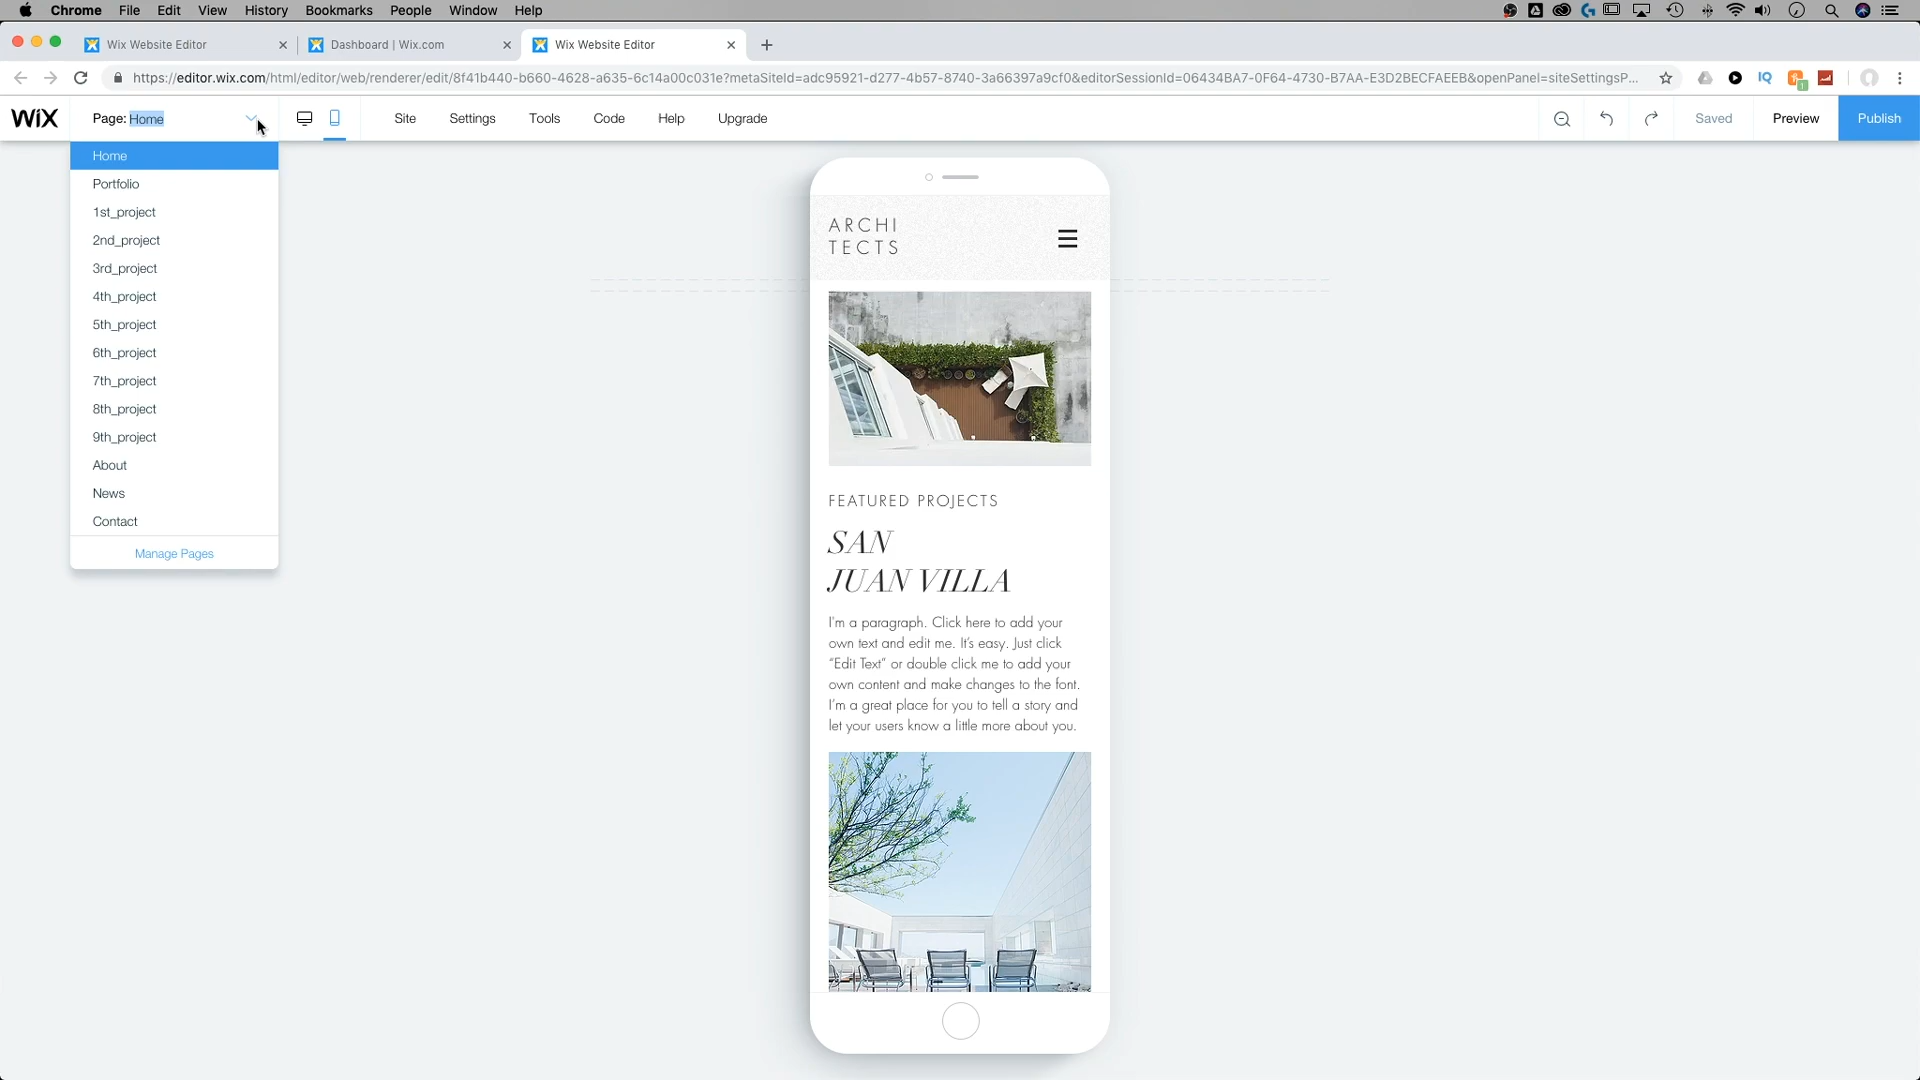 Chrome File Edit View History Bookmarks People Window Help
Wix Website Editor
Dashboard | Wix.com
Wix Website Editor
https://editor.wix.com/html/editor/web/renderer/edit/8f41b440-b660-4628-a635-6c14a00c031e?metaSiteId=adc95921-d277-4b57-8740-3a66397a9cf0&editorSessionId=06434BA7-0F64-4730-B7AA-E3D2BECFAEEB&openPanel=siteSettingsP...
IQ
1
WiX
Page: Home
Site Settings Tools Code Help Upgrade
Saved Preview Publish
Home
Portfolio
1st_project
2nd_project
3rd_project
4th_project
5th_project
6th_project
7th_project
8th_project
9th_project
About
News
Contact
Manage Pages
ARCHI
TECTS
FEATURED PROJECTS
SAN
JUAN VILLA
I'm a paragraph. Click here to add your
own text and edit me. It's easy. Just click
“Edit Text” or double click me to add your
own content and make changes to the font.
I'm a great place for you to tell a story and
let your users know a little more about you.